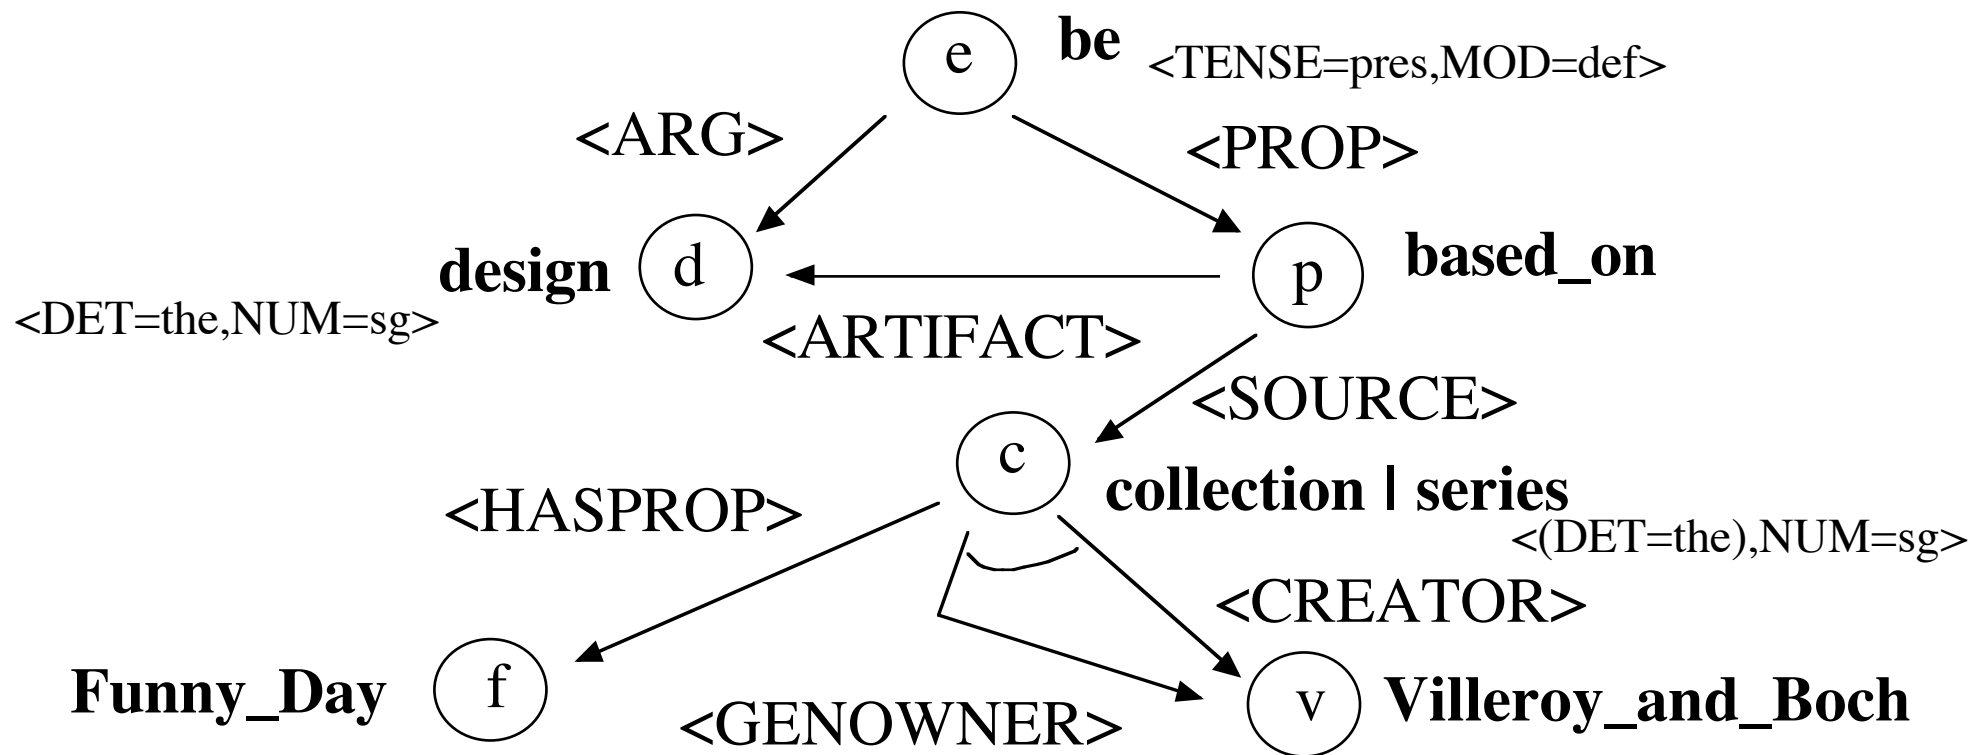 e be <TENSE=pres,MOD=def>
<ARG> <PROP>
design d p based_on
<DET=the,NUM=sg> <ARTIFACT>
<SOURCE>
c
<HASPROP> collection | series
<(DET=the),NUM=sg>
<CREATOR>
Funny_Day f <GENOWNER> v Villeroy_and_Boch